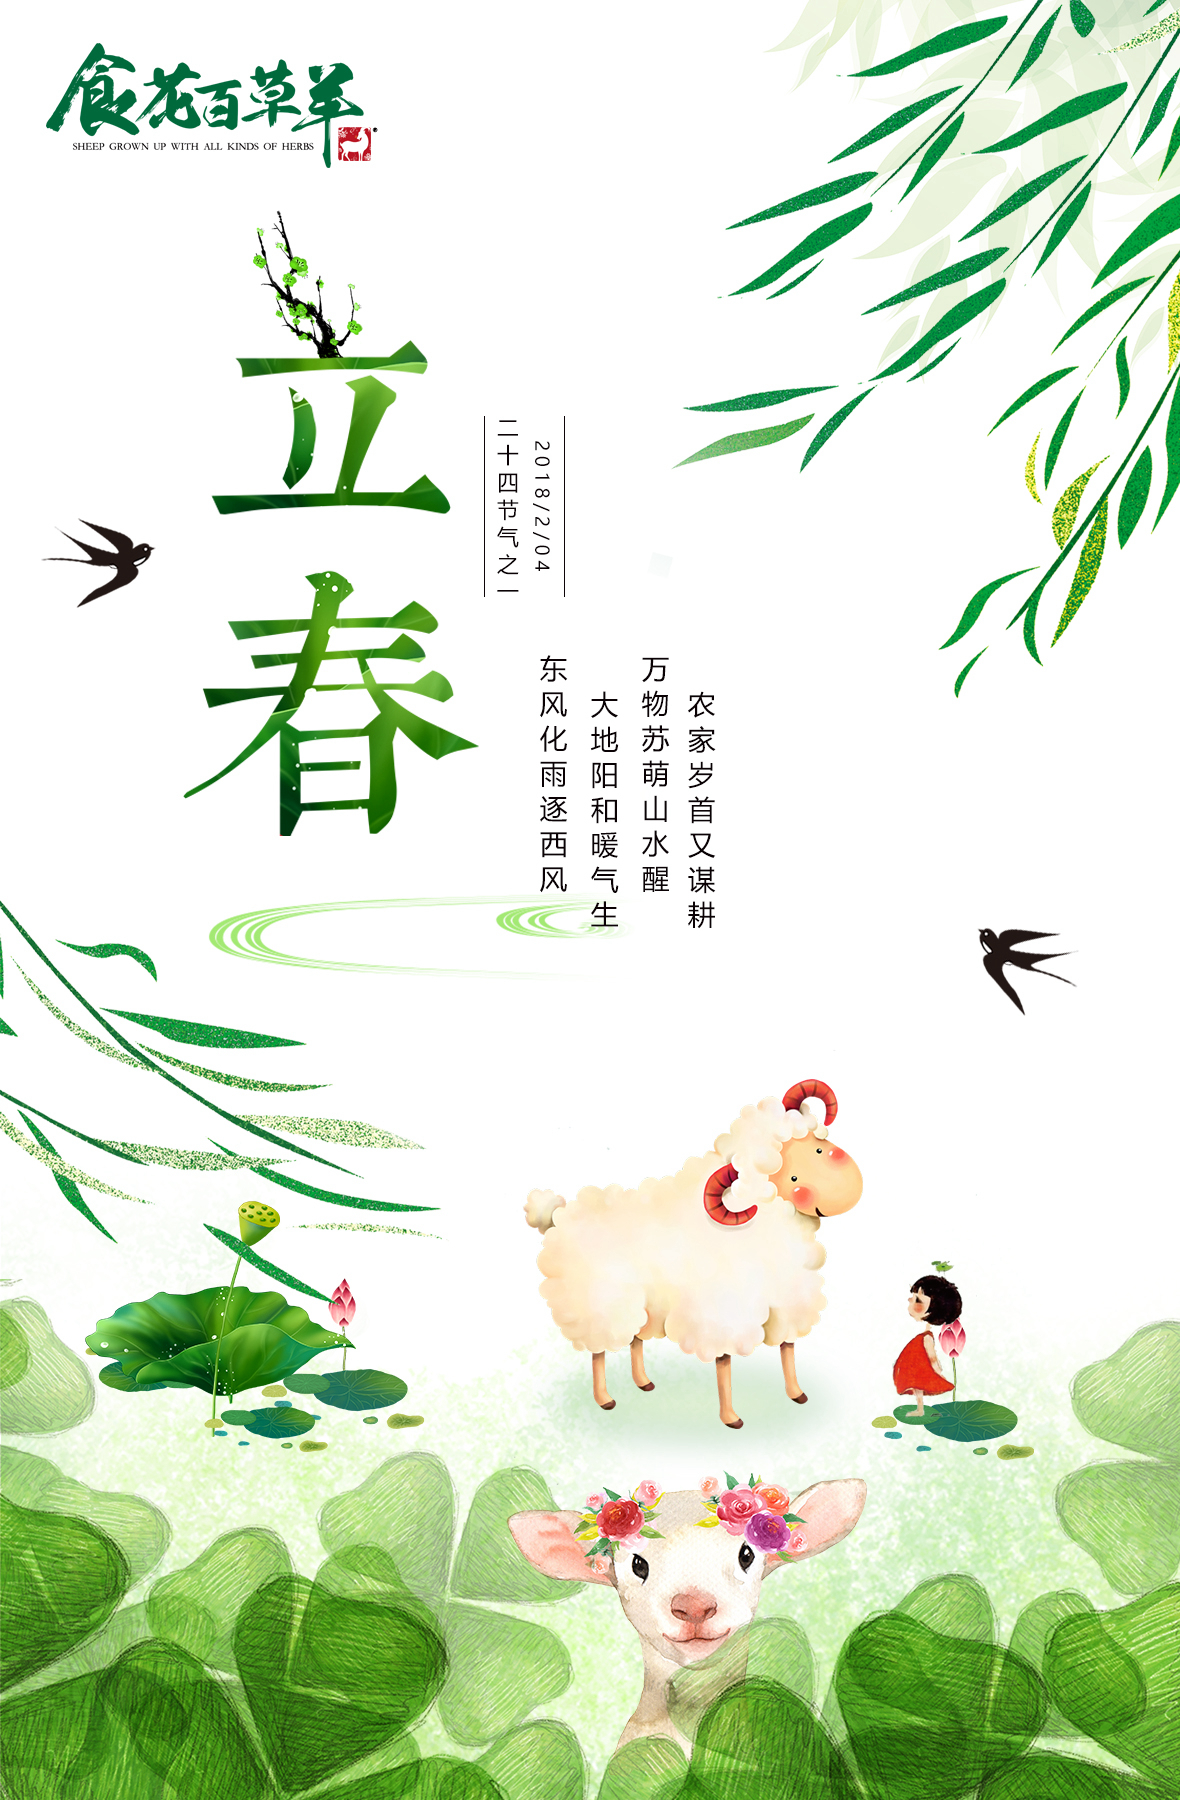 食花百草羊
SHEEP GROWN UP WITH ALL KINDS OF HERBS
立春
二十四节气之一
2018/2/04
东风化雨逐西风
大地阳和暖气生
万物苏萌山水醒
农家岁首又谋耕